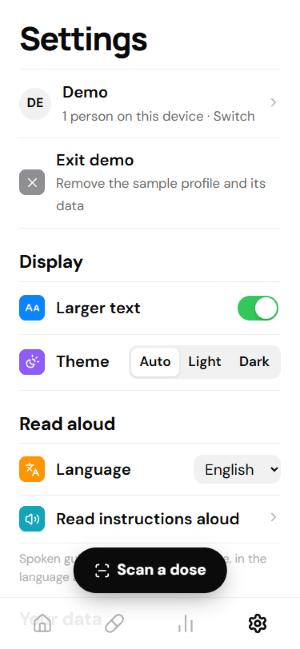 Settings
DE
Demo
1 person on this device · Switch
Exit demo
Remove the sample profile and its
data
Display
AA
Larger text
Theme
Auto
Light
Dark
Read aloud
Language
English
Read instructions aloud
Spoken
e, in the
language
Scan a dose
Your data